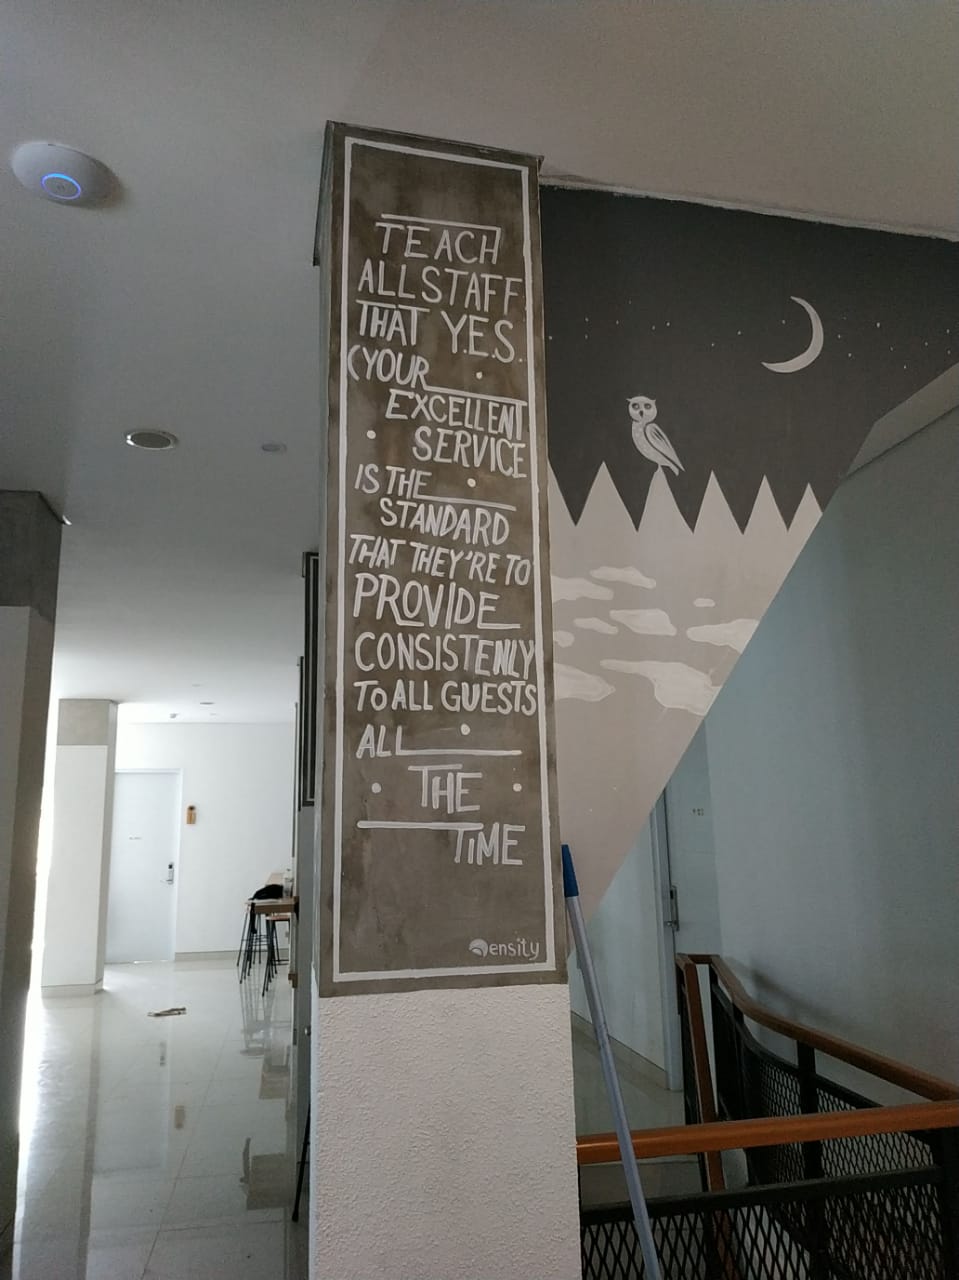 TEACH
ALL STAFF
THAT Y.E.S.
(YOUR
EXCELLENT
SERVICE
IS THE
STANDARD
THAT THEY'RE TO
PROVIDE
CONSISTENLY
TO ALL GUESTS
ALL
THE
TIME
ensity